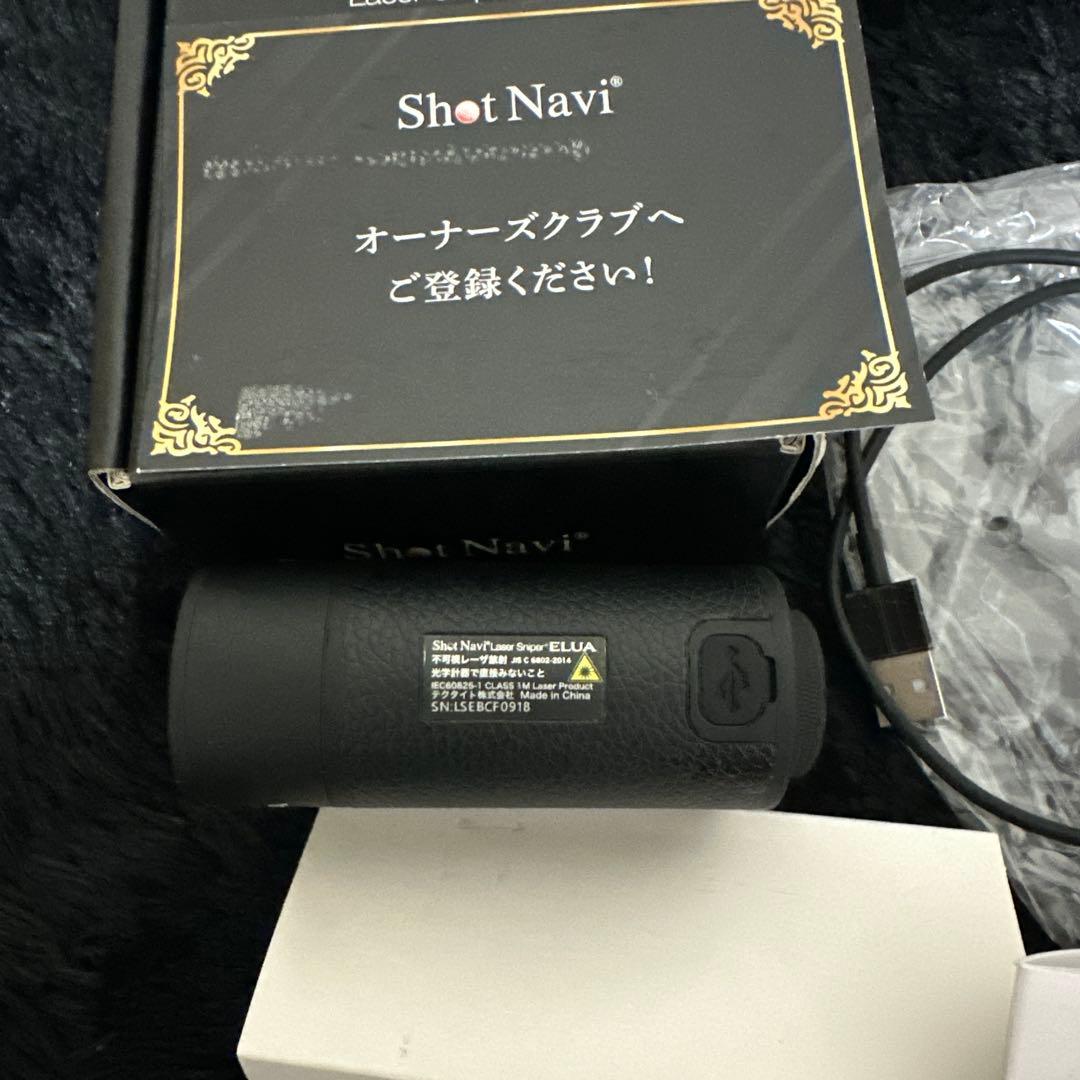 Shot Navi®
オーナーズクラブへ
ご登録ください!
Shot Navi®
Shot Navi® Laser Sniper® ELUA
不可視レーザ放射 JIS C 6802-2014
光学計器で直接みないこと
IEC60825-1 CLASS 1M Laser Product
テクタイト株式会社 Made in China
SN:LSEBCF0918